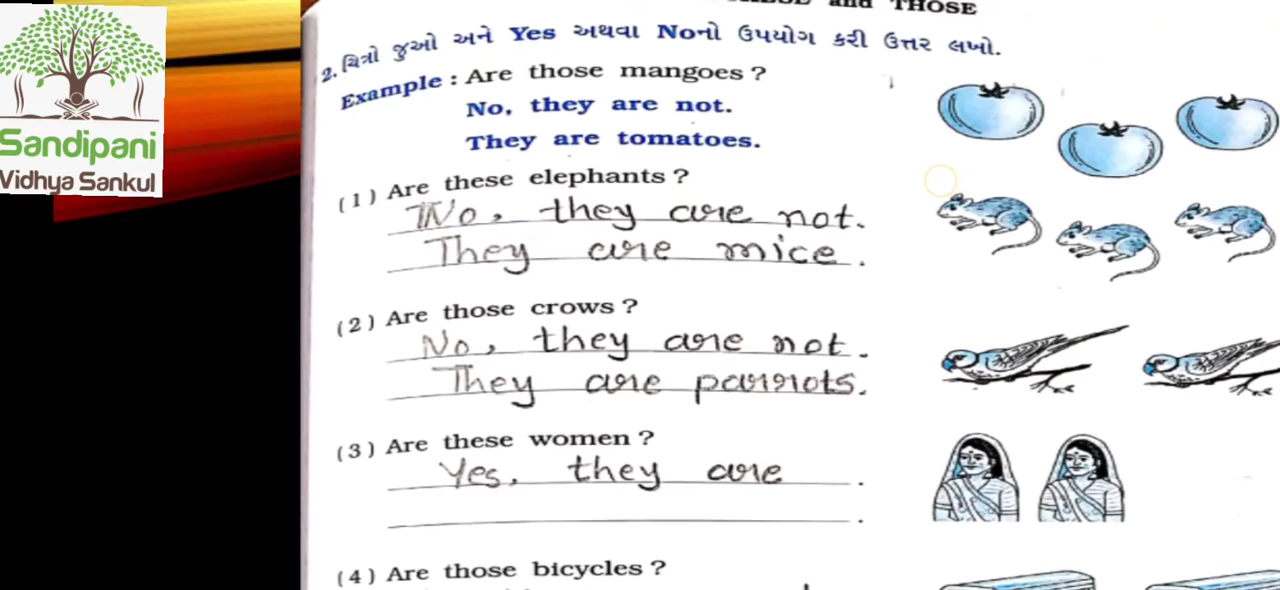 and THOSE
2. ચિત્રો જુઓ અને Yes અથવા Noનો ઉપયોગ કરી ઉત્તર લખો.
Example : Are those mangoes ?
No, they are not.
They are tomatoes.
(1) Are these elephants ?
No, they are not.
They are mice.
(2) Are those crows ?
No, they are not.
They are parrots.
(3) Are these women ?
Yes, they are.
(4) Are those bicycles ?
Sandipani
Vidhya Sankul